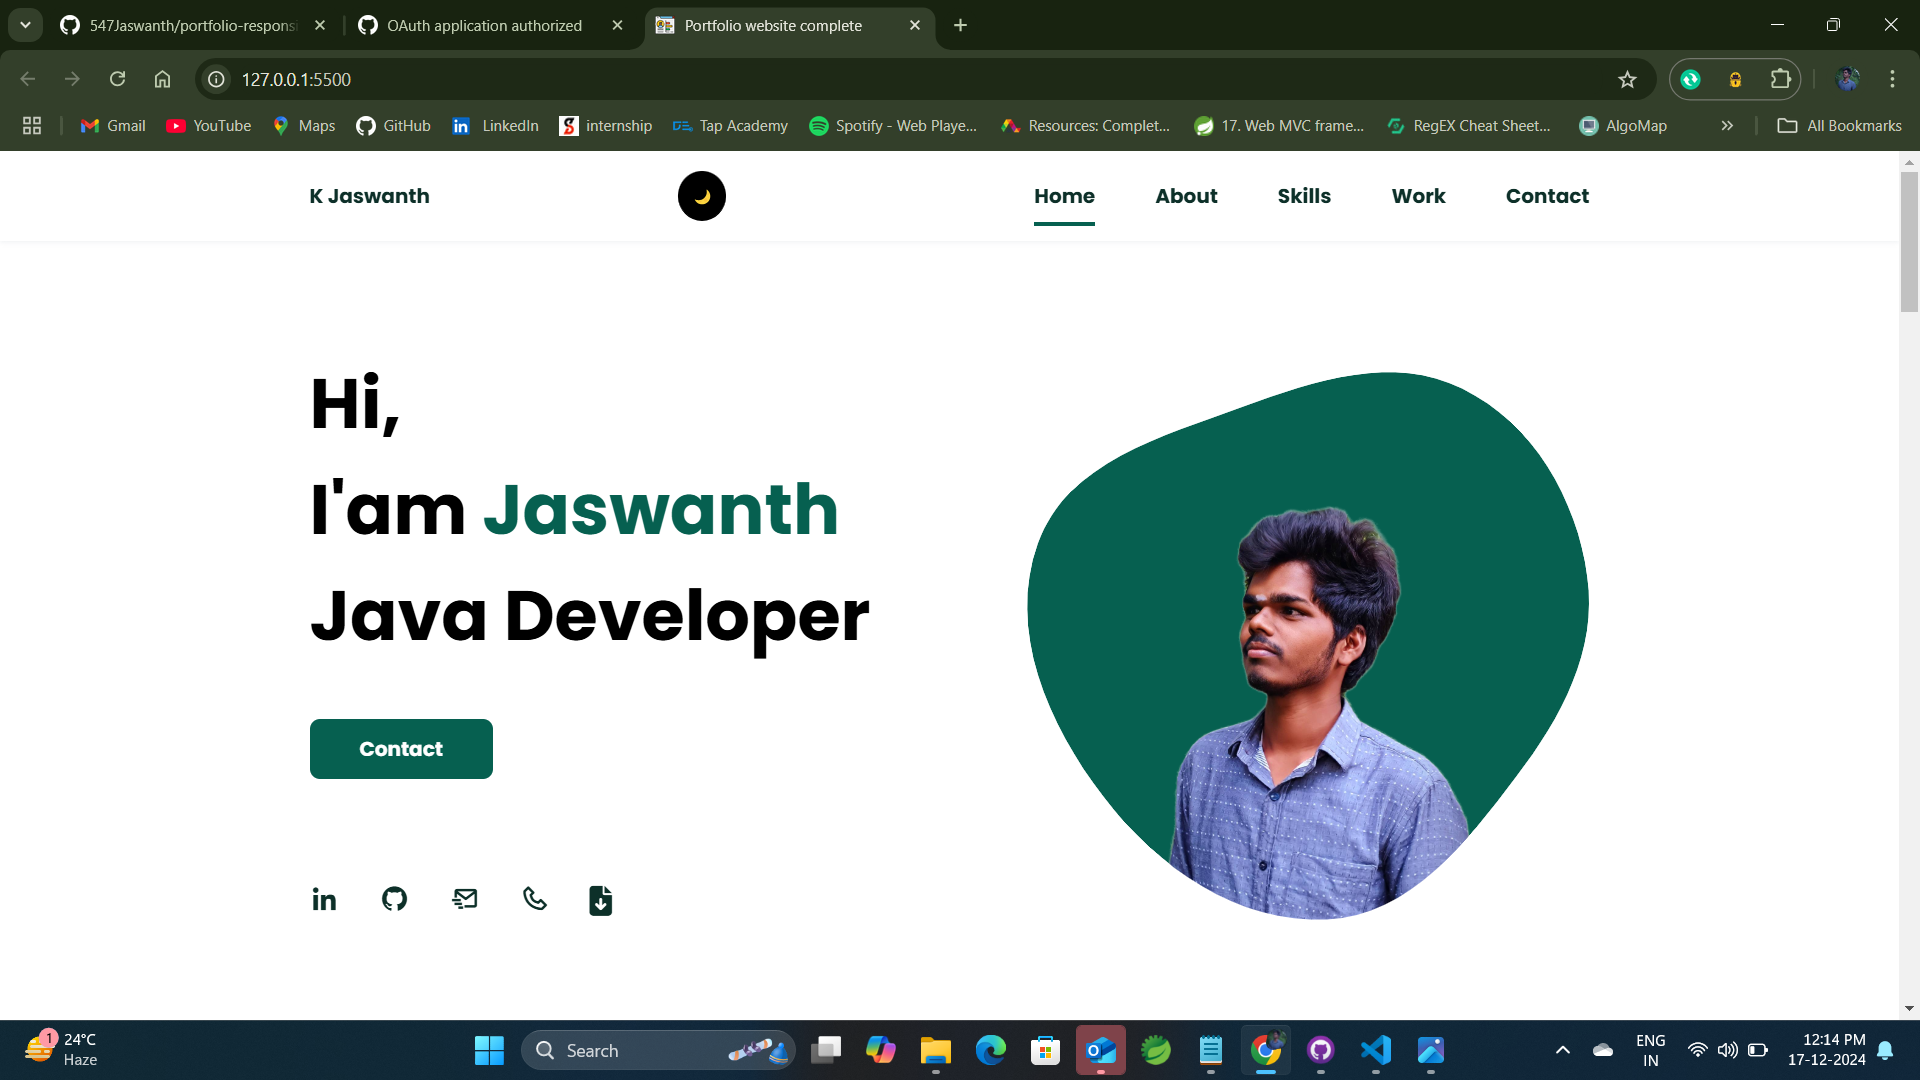 547Jaswanth/portfolio-responsi
OAuth application authorized
Portfolio website complete
127.0.0.1:5500
Gmail
YouTube
Maps
GitHub
LinkedIn
internship
Tap Academy
Spotify - Web Playe...
Resources: Complet...
17. Web MVC frame...
RegEX Cheat Sheet...
AlgoMap
All Bookmarks
K Jaswanth
Home
About
Skills
Work
Contact
Hi,
I'am Jaswanth
Java Developer
Contact
1
24°C
Haze
Search
ENG
IN
12:14 PM
17-12-2024